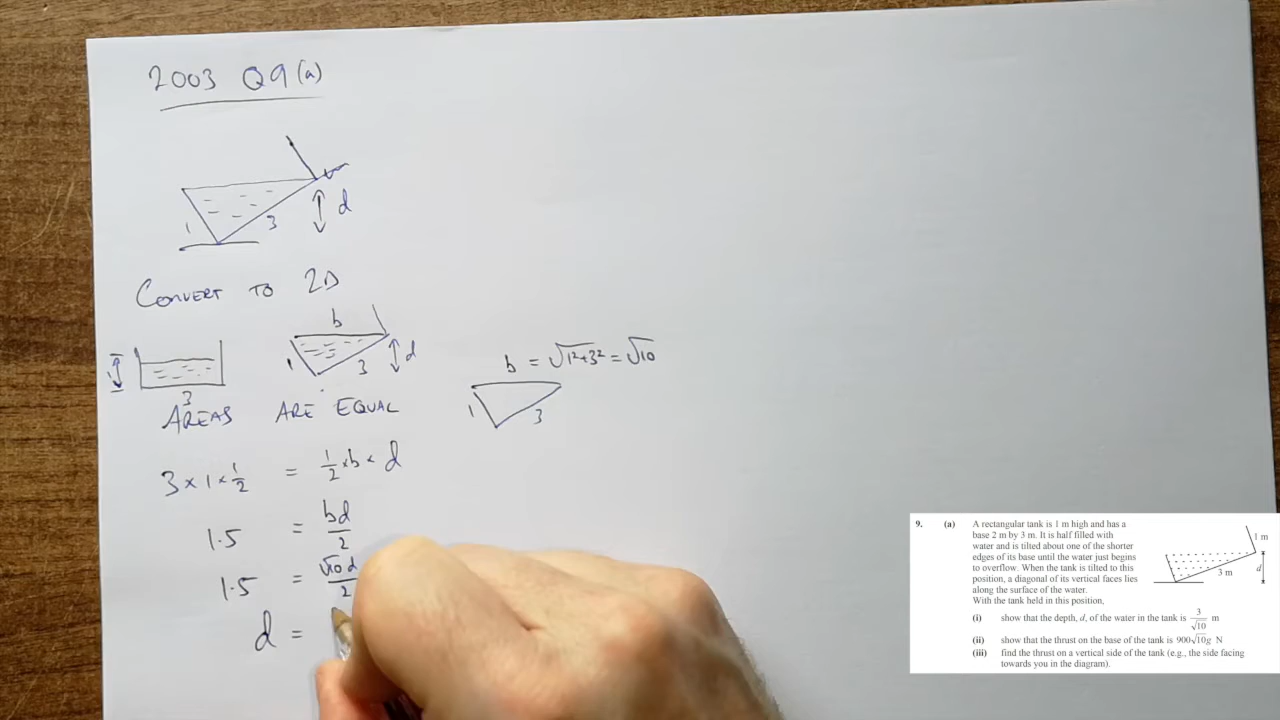 2003 Q9(a)
1
3
d
CONVERT TO 2D
1
3
b
1
3
d
b = √1²+3² = √10
1
3
AREAS ARE EQUAL
3 × 1 × 1/2 = 1/2 × b × d
1.5 = bd/2
1.5 = √10 d/2
d =
9. (a) A rectangular tank is 1 m high and has a
base 2 m by 3 m. It is half filled with
water and is tilted about one of the shorter
edges of its base until the water just begins
to overflow. When the tank is tilted to this
position, a diagonal of its vertical faces lies
along the surface of the water.
With the tank held in this position,
1 m
3 m
d
(i) show that the depth, d, of the water in the tank is 3/√10 m
(ii) show that the thrust on the base of the tank is 900√10g N
(iii) find the thrust on a vertical side of the tank (e.g., the side facing
towards you in the diagram).